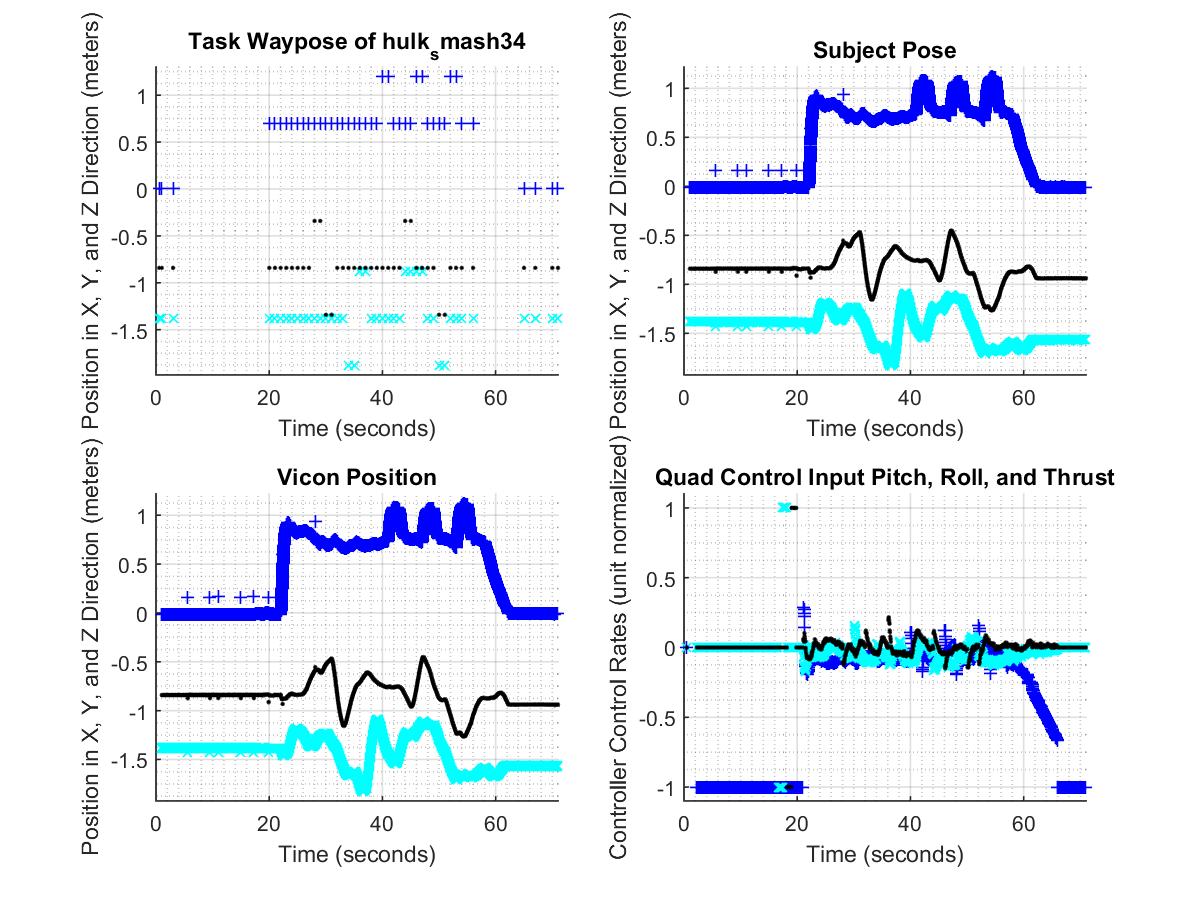 Task Waypose of hulk_smash34
Position in X, Y, and Z Direction (meters)
1
0.5
0
-0.5
-1
-1.5
0 20 40 60
Time (seconds)
Subject Pose
Position in X, Y, and Z Direction (meters)
1
0.5
0
-0.5
-1
-1.5
0 20 40 60
Time (seconds)
Vicon Position
Position in X, Y, and Z Direction (meters)
1
0.5
0
-0.5
-1
-1.5
0 20 40 60
Time (seconds)
Quad Control Input Pitch, Roll, and Thrust
Controller Control Rates (unit normalized)
1
0.5
0
-0.5
-1
0 20 40 60
Time (seconds)